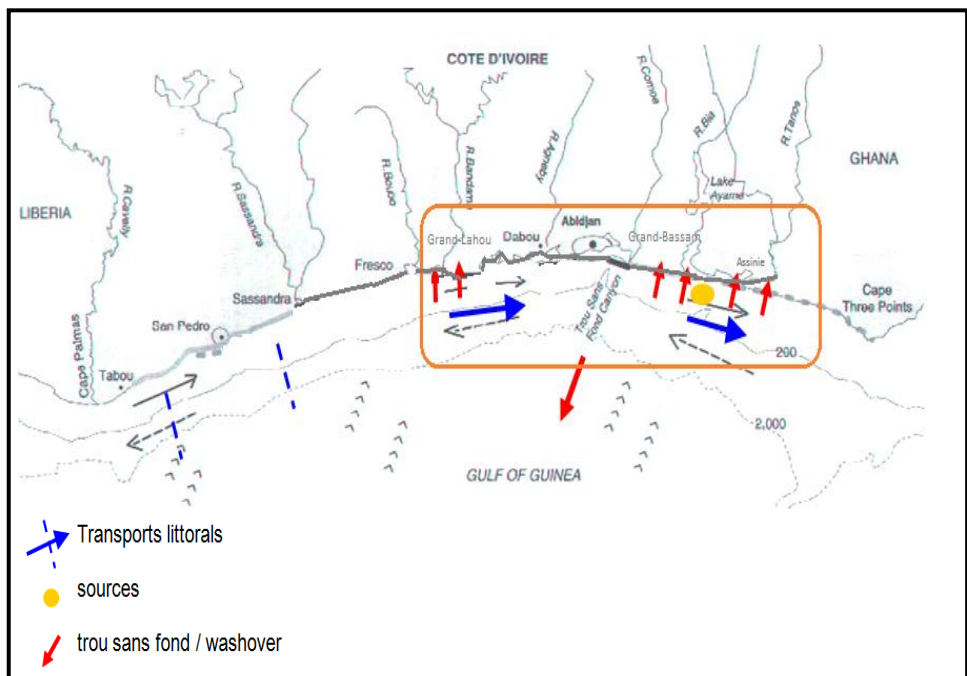 COTE D'IVOIRE
LIBERIA
GHANA
R.Cavally
R.Sassandra
R.Boubo
R.Bandama
R.Agneby
R.Comoe
R.Bia
R.Tanoe
Lake
Ayame
Grand-Lahou
Dabou
Abidjan
Grand-Bassam
Assinie
Fresco
Sassandra
San Pedro
Tabou
Cape Palmas
Trou Sans
Fond Canyon
Cape
Three Points
200
2,000
GULF OF GUINEA
Transports littorals
sources
trou sans fond / washover